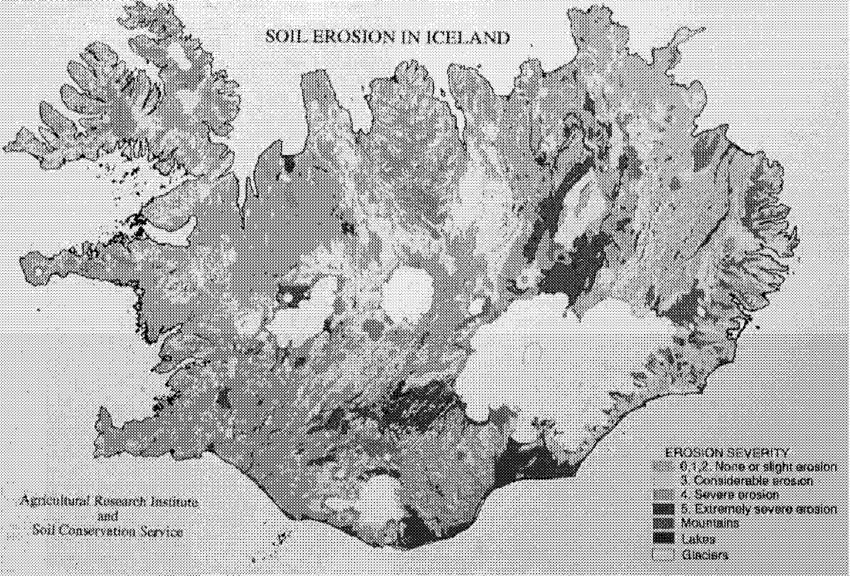 SOIL EROSION IN ICELAND
Agricultural Research Institute
and
Soil Conservation Service
EROSION SEVERITY
0,1,2. None or slight erosion
3. Considerable erosion
4. Severe erosion
5. Extremely severe erosion
Mountains
Lakes
Glaciers